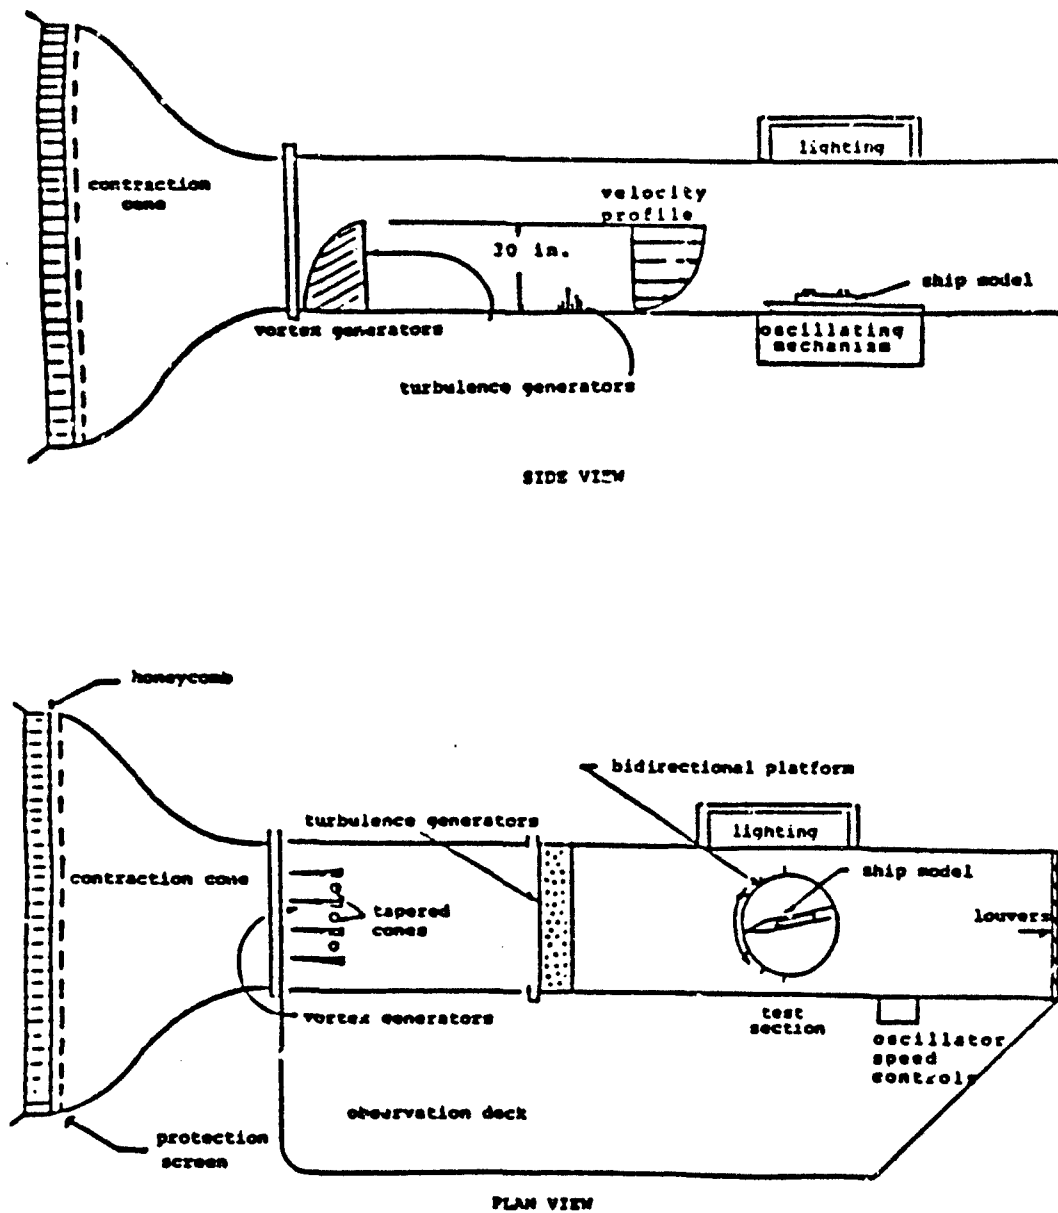 lighting
contraction
cone
velocity
profile
30 in.
ship model
vortex generators
oscillating
mechanism
turbulence generators
SIDE VIEW
honeycomb
bidirectional platform
turbulence generators
lighting
contraction cone
ship model
tapered
cones
louvers
vortex generators
test
section
oscillator
speed
controls
observation deck
protection
screen
PLAN VIEW